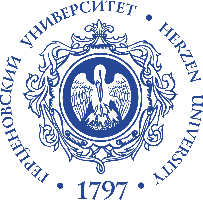 ГЕРЦЕНОВСКИЙ УНИВЕРСИТЕТ • HERZEN UNIVERSITY
• 1797 •